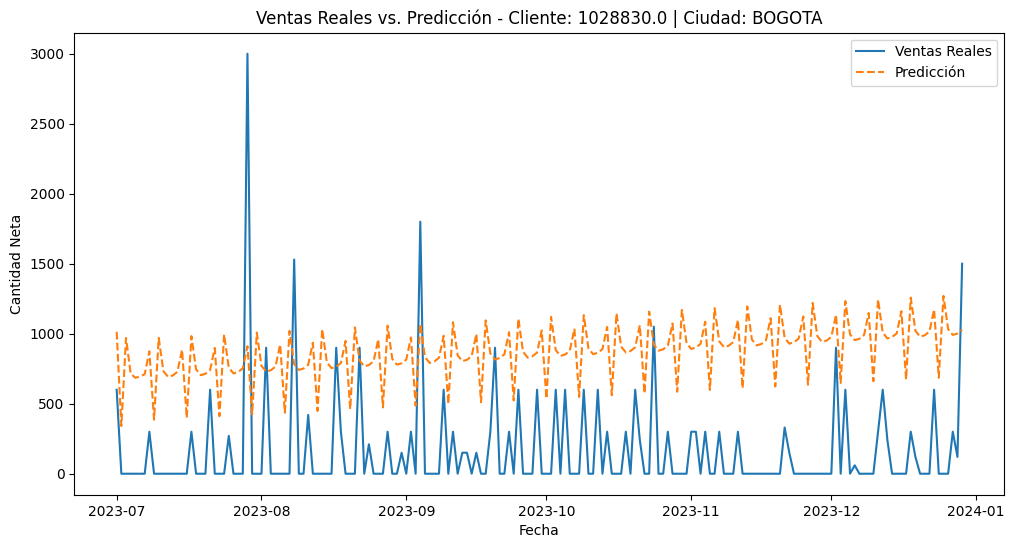 Ventas Reales vs. Predicción - Cliente: 1028830.0 | Ciudad: BOGOTA
Ventas Reales
Predicción
3000
2500
2000
1500
1000
500
0
Cantidad Neta
2023-07
2023-08
2023-09
2023-10
2023-11
2023-12
2024-01
Fecha